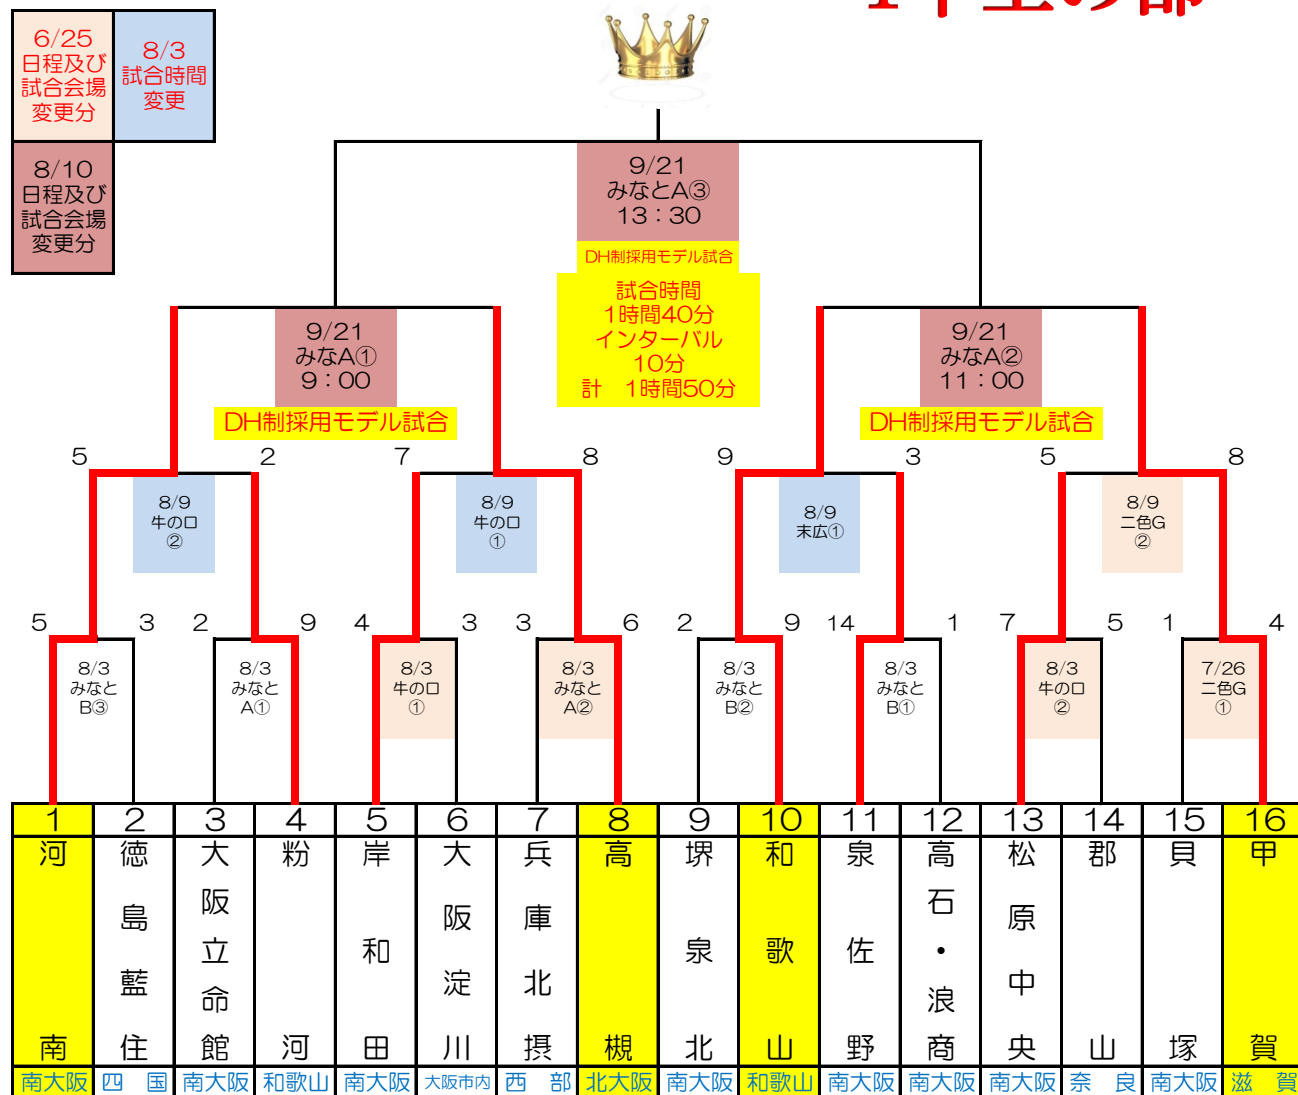 1年生の部
6/25
日程及び
試合会場
変更分
8/3
試合時間
変更
8/10
日程及び
試合会場
変更分
9/21
みなとA③
13：30
DH制採用モデル試合
試合時間
1時間40分
インターバル
10分
計　1時間50分
9/21
みなA①
9：00
DH制採用モデル試合
9/21
みなA②
11：00
DH制採用モデル試合
5 2 7 8 9 3 5 8
8/9
牛の口
②
8/9
牛の口
①
8/9
末広①
8/9
二色G
②
5 3 2 9 4 3 3 6 2 9 14 1 7 5 1 4
8/3
みなと
B③
8/3
みなと
A①
8/3
牛の口
①
8/3
みなと
A②
8/3
みなと
B②
8/3
みなと
B①
8/3
牛の口
②
7/26
二色G
①
1 2 3 4 5 6 7 8 9 10 11 12 13 14 15 16
河南
徳島藍住
大阪立命館
粉河
岸和田
大阪淀川
兵庫北摂
高槻
堺泉北
和歌山
泉佐野
高石・浪商
松原中央
郡山
貝塚
甲賀
南大阪 四　国 南大阪 和歌山 南大阪 大阪市内 西　部 北大阪 南大阪 和歌山 南大阪 南大阪 南大阪 奈　良 南大阪 滋　賀